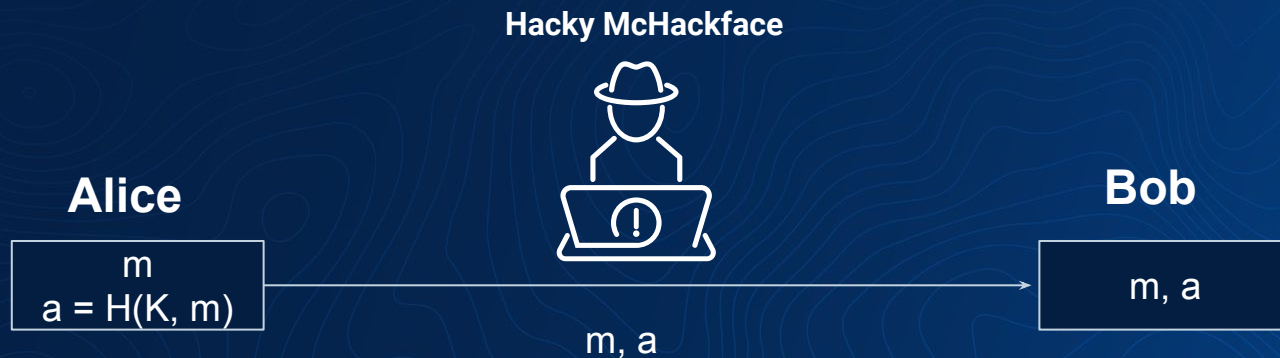 Hacky McHackface
Alice
Bob
m
a = H(K, m)
!
m, a
m, a